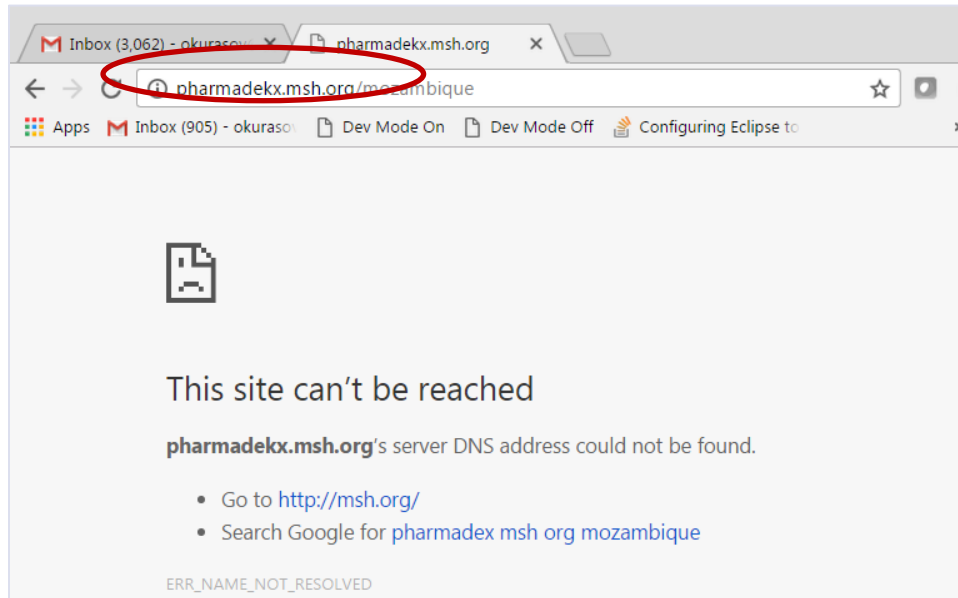 Inbox (3,062) - okurasov
pharmadekx.msh.org
pharmadekx.msh.org/mozambique
Apps Inbox (905) - okurasov Dev Mode On Dev Mode Off Configuring Eclipse to
This site can't be reached
pharmadekx.msh.org's server DNS address could not be found.
• Go to http://msh.org/
• Search Google for pharmadex msh org mozambique
ERR_NAME_NOT_RESOLVED